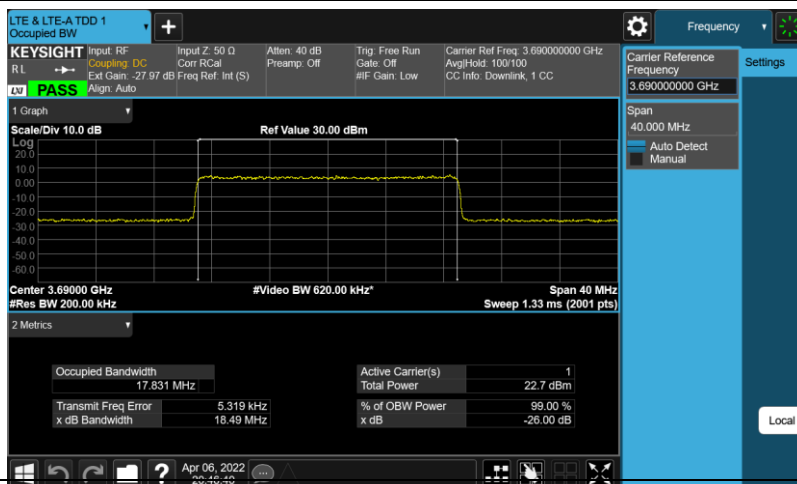 LTE & LTE-A TDD 1
Occupied BW
Frequency
KEYSIGHT
RL
LXI
PASS
Input: RF
Coupling: DC
Ext Gain: -27.97 dB
Align: Auto
Input Z: 50 Ω
Corr RCal
Freq Ref: Int (S)
Atten: 40 dB
Preamp: Off
Trig: Free Run
Gate: Off
#IF Gain: Low
Carrier Ref Freq: 3.690000000 GHz
Avg|Hold: 100/100
CC Info: Downlink, 1 CC
Carrier Reference
Frequency
3.690000000 GHz
Span
40.000 MHz
Auto Detect
Manual
Settings
1 Graph
Scale/Div 10.0 dB
Ref Value 30.00 dBm
Log
20.0
10.0
0.00
-10.0
-20.0
-30.0
-40.0
-50.0
-60.0
Center 3.69000 GHz
#Video BW 620.00 kHz*
Span 40 MHz
#Res BW 200.00 kHz
Sweep 1.33 ms (2001 pts)
2 Metrics
Occupied Bandwidth
17.831 MHz
Active Carrier(s) 1
Total Power 22.7 dBm
Transmit Freq Error 5.319 kHz
x dB Bandwidth 18.49 MHz
% of OBW Power 99.00 %
x dB -26.00 dB
Local
?
Apr 06, 2022